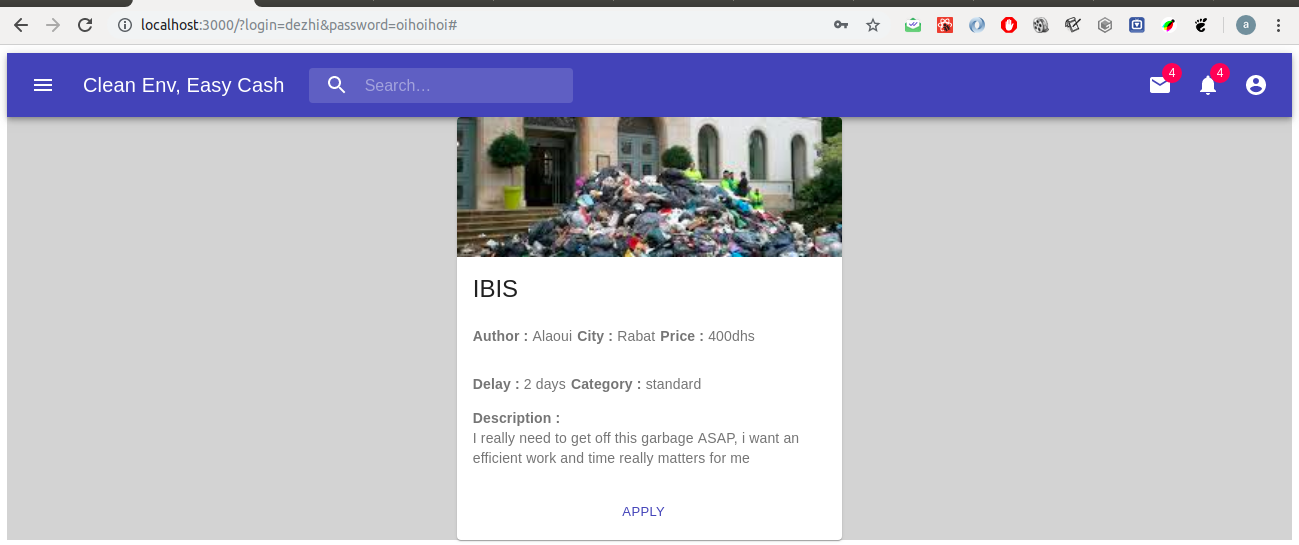 localhost:3000/?login=dezhi&password=oihoihoi#
a
Clean Env, Easy Cash
Search…
4
4
IBIS
Author : Alaoui City : Rabat Price : 400dhs
Delay : 2 days Category : standard
Description :
I really need to get off this garbage ASAP, i want an
efficient work and time really matters for me
APPLY